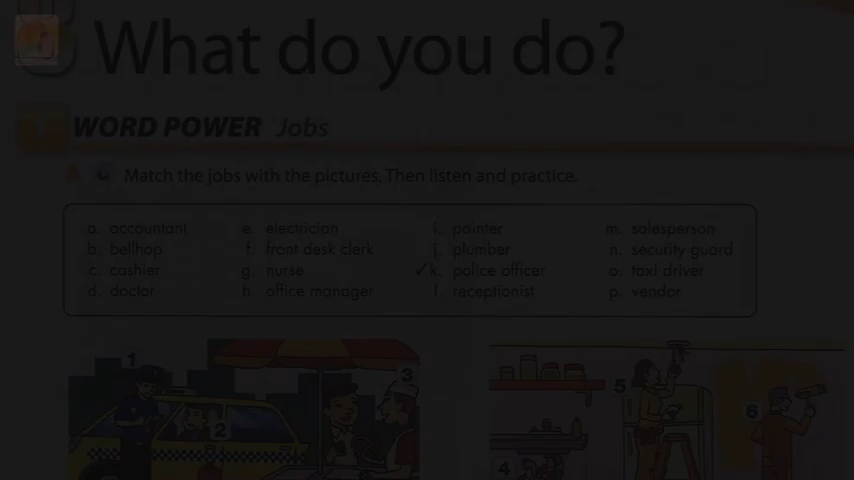 What do you do?
WORD POWER Jobs
A Match the jobs with the pictures. Then listen and practice.
a. accountant e. electrician i. painter m. salesperson
b. bellhop f. front desk clerk j. plumber n. security guard
c. cashier g. nurse ✓k. police officer o. taxi driver
d. doctor h. office manager l. receptionist p. vendor
1
3
5
6
2
4